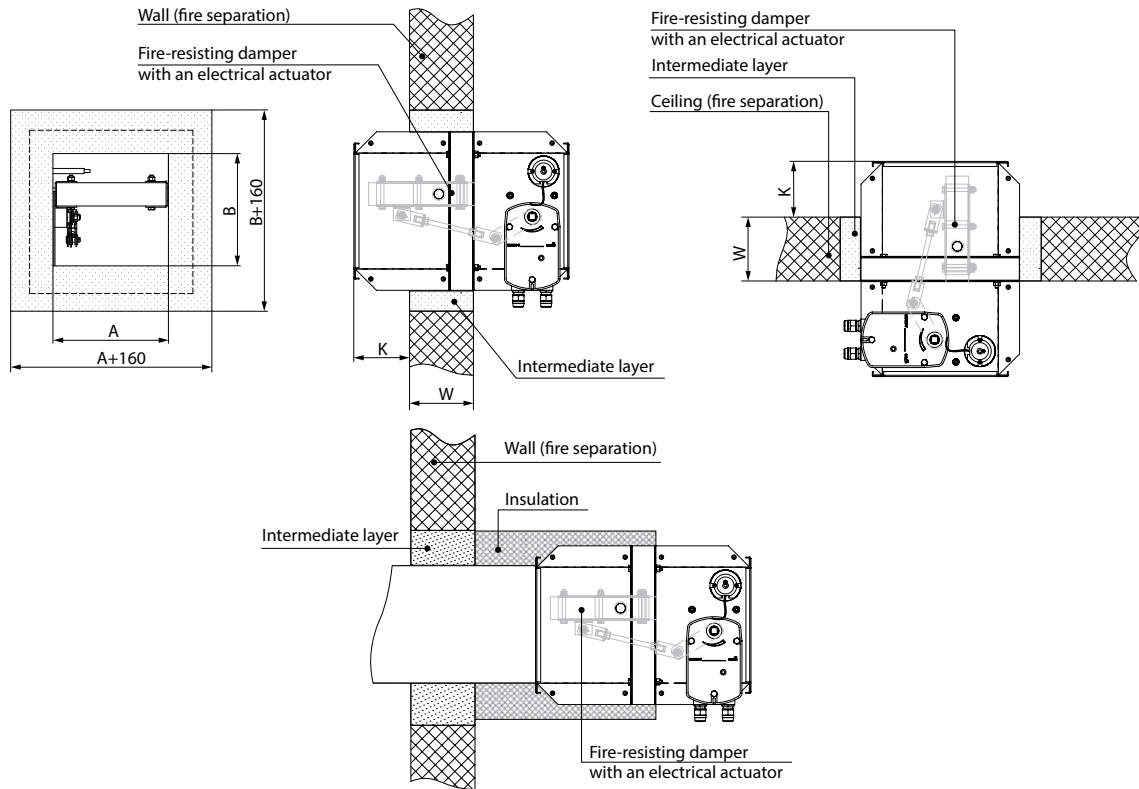 Wall (fire separation)
Fire-resisting damper
with an electrical actuator
B
B+160
A
A+160
K
W
Intermediate layer
Fire-resisting damper
with an electrical actuator
Intermediate layer
Ceiling (fire separation)
K
W
Wall (fire separation)
Insulation
Intermediate layer
Fire-resisting damper
with an electrical actuator